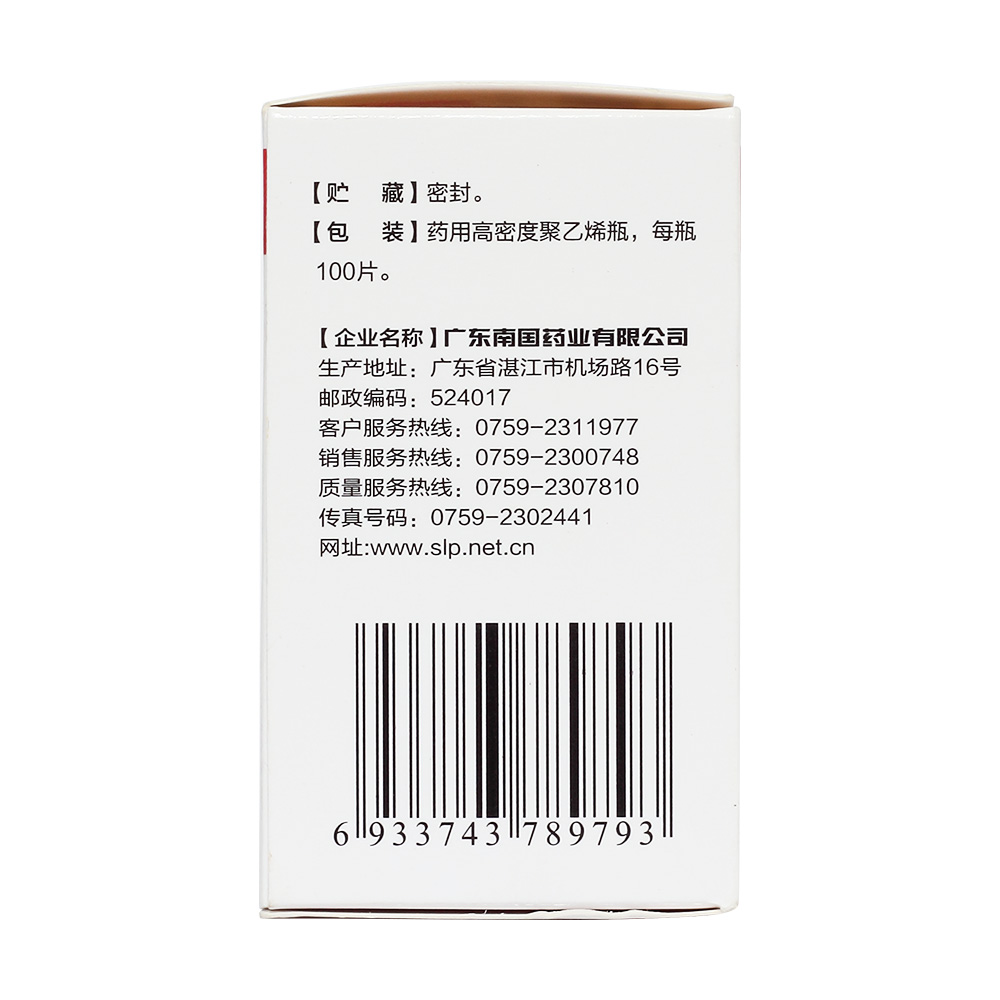 【贮　藏】密封。
【包　装】药用高密度聚乙烯瓶，每瓶
100片。
【企业名称】广东南国药业有限公司
生产地址：广东省湛江市机场路16号
邮政编码：524017
客户服务热线：0759-2311977
销售服务热线：0759-2300748
质量服务热线：0759-2307810
传真号码：0759-2302441
网址:www.slp.net.cn
6 933743 789793